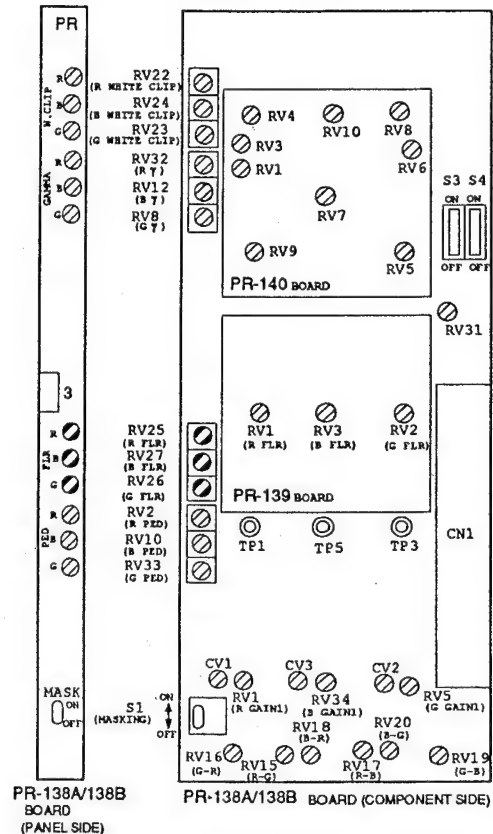 PR
R
B
G
W.CLIP
R
B
G
GAMMA
3
R
B
G
FLR
R
B
G
PED
MASK
ON
OFF
PR-138A/138B
BOARD
(PANEL SIDE)
RV22
(R WHITE CLIP)
RV24
(B WHITE CLIP)
RV23
(G WHITE CLIP)
RV32
(R γ)
RV12
(B γ)
RV8
(G γ)
RV25
(R FLR)
RV27
(B FLR)
RV26
(G FLR)
RV2
(R PED)
RV10
(B PED)
RV33
(G PED)
S1
(MASKING)
ON
OFF
RV4
RV10
RV8
RV3
RV6
RV1
RV7
RV9
RV5
PR-140 BOARD
S3 S4
ON ON
OFF OFF
RV31
RV1
(R FLR)
RV3
(B FLR)
RV2
(G FLR)
PR-139 BOARD
TP1
TP5
TP3
CN1
CV1
CV3
CV2
RV1
(R GAIN1)
RV34
(B GAIN1)
RV5
(G GAIN1)
RV16
(G-R)
RV15
(R-G)
RV18
(B-R)
RV17
(R-B)
RV20
(B-G)
RV19
(G-B)
PR-138A/138B BOARD (COMPONENT SIDE)